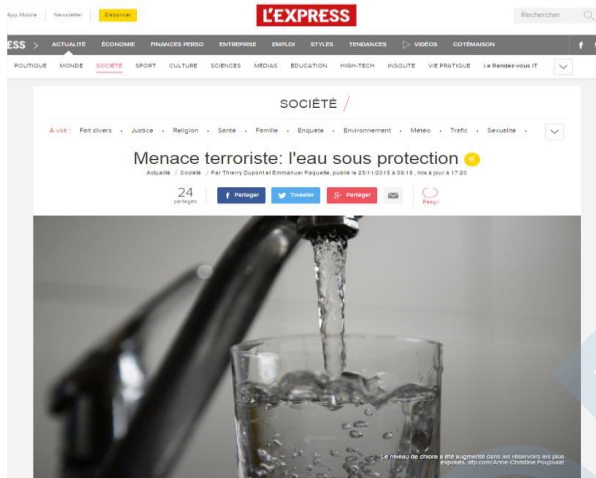 App Mobile Newsletter S'abonner L'EXPRESS Rechercher
ESS > ACTUALITÉ ÉCONOMIE FINANCES PERSO ENTREPRISE EMPLOI STYLES TENDANCES VIDÉOS COTÉMAISON f
POLITIQUE MONDE SOCIÉTÉ SPORT CULTURE SCIENCES MÉDIAS EDUCATION HIGH-TECH INSOLITE VIE PRATIQUE Le Rendez-vous IT
SOCIÉTÉ /
A voir : Fait divers • Justice • Religion • Santé • Famille • Enquête • Environnement • Météo • Trafic • Sexualité •
Menace terroriste: l'eau sous protection
Actualité / Société / Par Thierry Dupont et Emmanuel Paquette, publié le 25/11/2015 à 09:18 , mis à jour à 17:20
24 f Partager Tweeter g+ Partager
partages Réagir
Le niveau de chlore a été augmenté dans les réservoirs les plus
exposés. afp.com/Anne-Christine Poujoulat